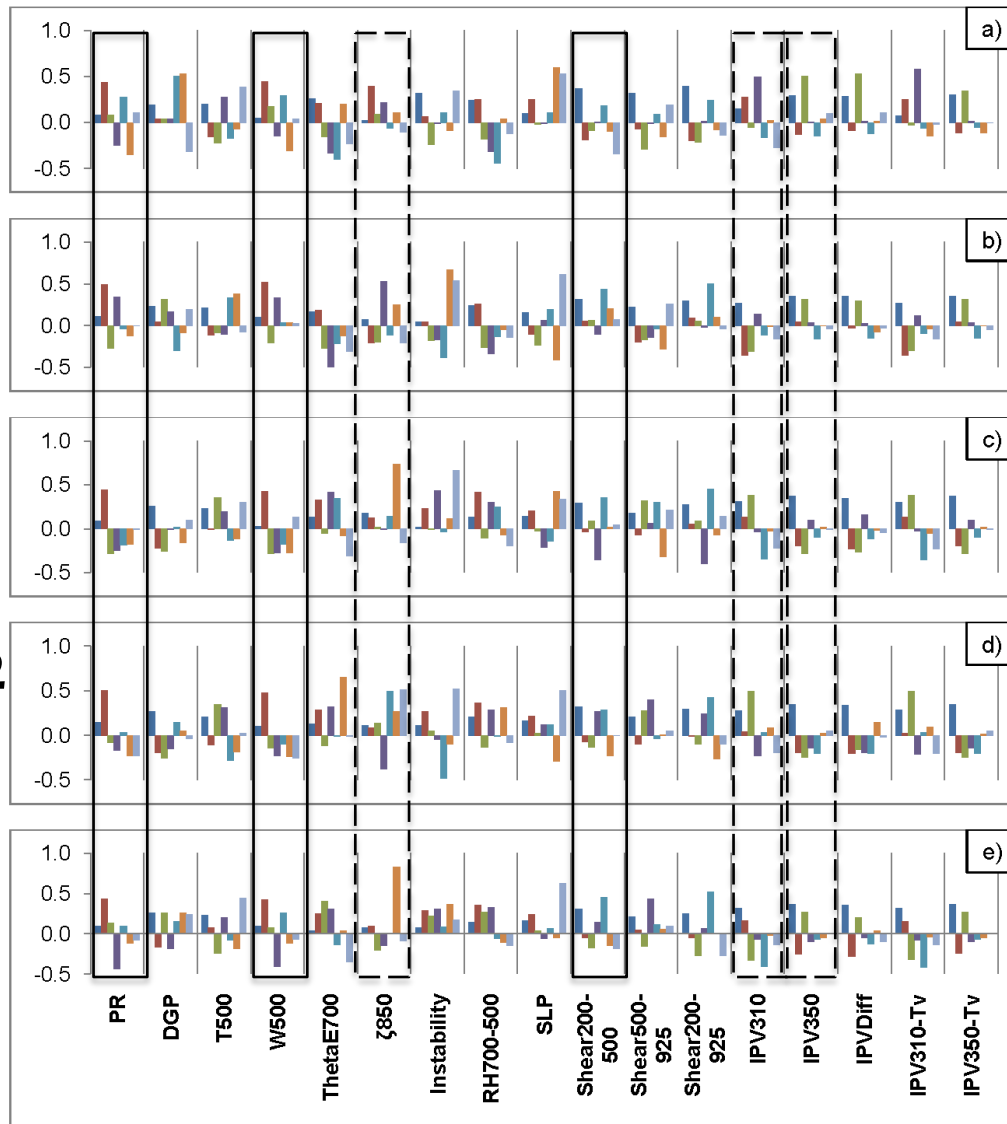 1.0
a)
0.5
0.0
-0.5
1.0
b)
0.5
0.0
-0.5
1.0
c)
0.5
0.0
-0.5
1.0
d)
0.5
0.0
-0.5
1.0
e)
0.5
0.0
-0.5
PR
DGP
T500
W500
ThetaE700
ζ850
Instability
RH700-500
SLP
Shear200-
500
Shear500-
925
Shear200-
925
IPV310
IPV350
IPVDiff
IPV310-Tv
IPV350-Tv